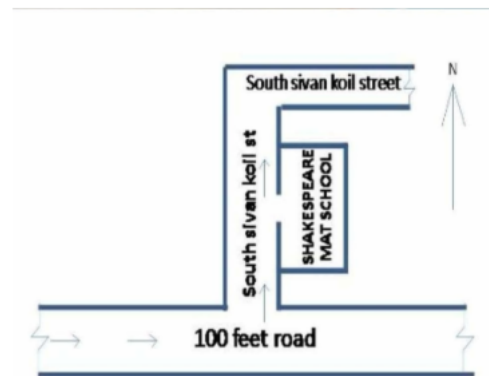 South sivan koil street
N
South sivan koil st
SHAKESPEARE
MAT SCHOOL
100 feet road